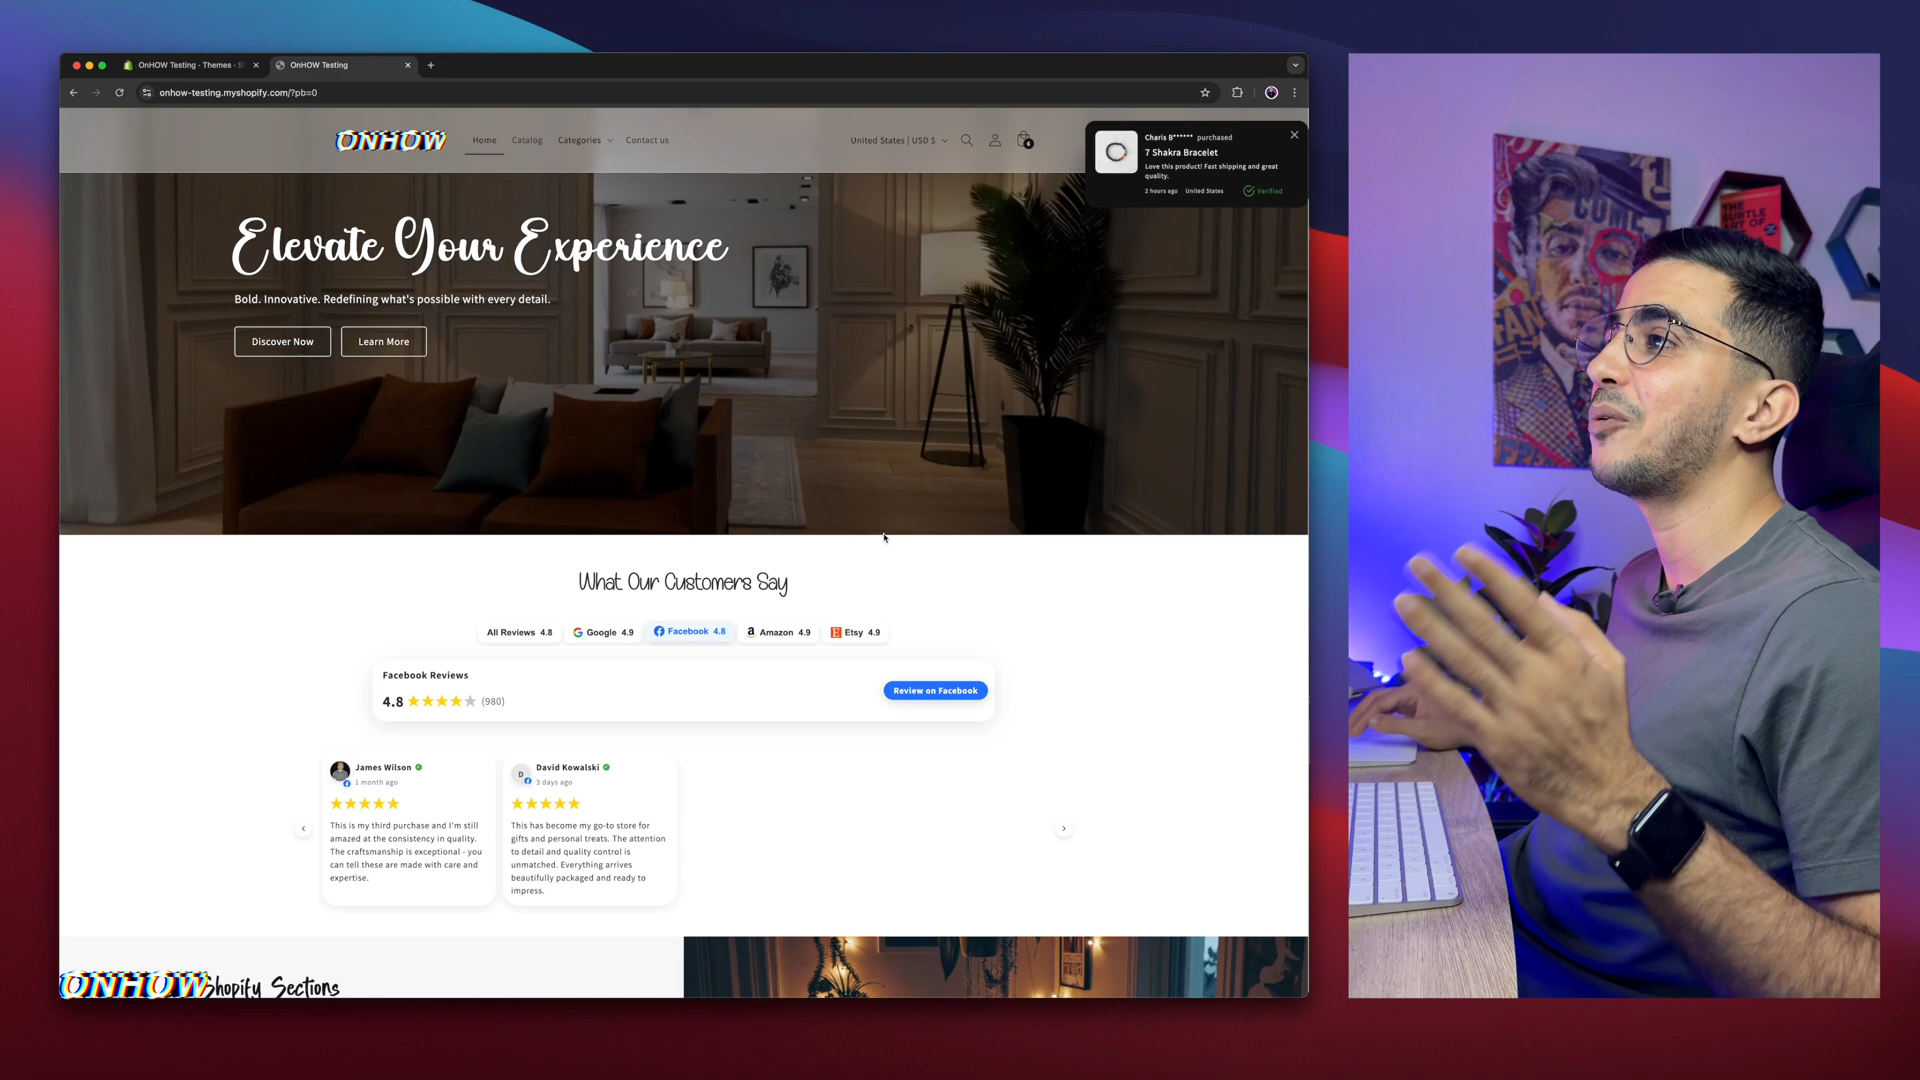 OnHOW Testing · Themes · S
OnHOW Testing
onhow-testing.myshopify.com/?pb=0
ONHOW
Home
Catalog
Categories
Contact us
United States | USD $
6
Charis B****** purchased
7 Shakra Bracelet
Love this product! Fast shipping and great
quality.
2 hours ago
United States
Verified
Elevate Your Experience
Bold. Innovative. Redefining what's possible with every detail.
Discover Now
Learn More
What Our Customers Say
All Reviews 4.8
Google 4.9
Facebook 4.8
Amazon 4.9
Etsy 4.9
Facebook Reviews
4.8 ★★★★★ (980)
Review on Facebook
James Wilson
1 month ago
★★★★★
This is my third purchase and I'm still
amazed at the consistency in quality.
The craftsmanship is exceptional - you
can tell these are made with care and
expertise.
D
David Kowalski
3 days ago
★★★★★
This has become my go-to store for
gifts and personal treats. The attention
to detail and quality control is
unmatched. Everything arrives
beautifully packaged and ready to
impress.
ONHOW
Shopify Sections
THE
SUBTLE
ART OF
COME
FAN